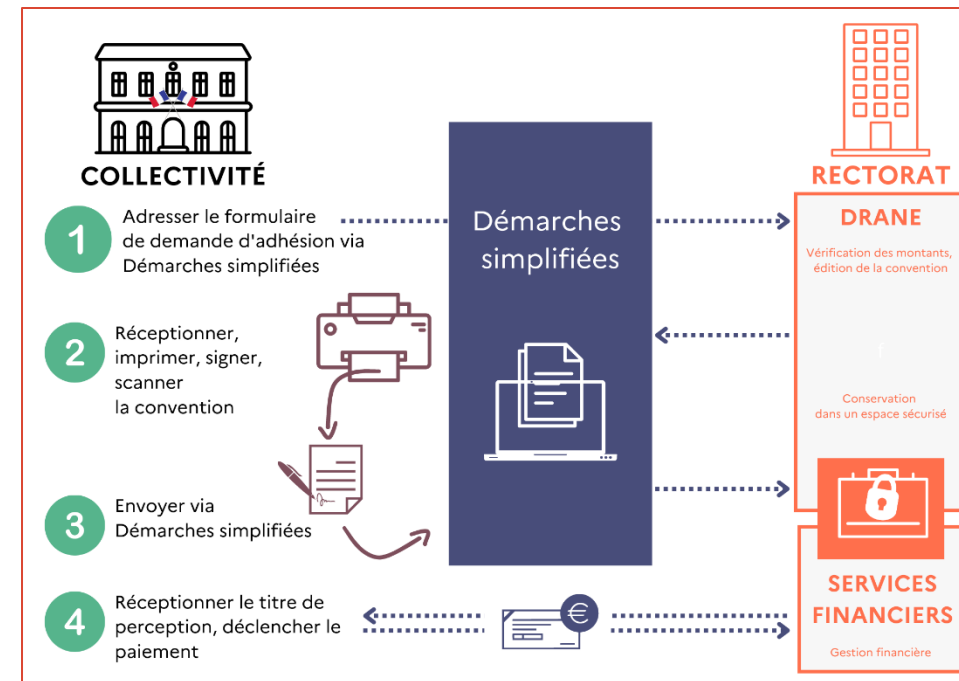 COLLECTIVITÉ
1
Adresser le formulaire
de demande d'adhésion via
Démarches simplifiées
2
Réceptionner,
imprimer, signer,
scanner
la convention
3
Envoyer via
Démarches simplifiées
4
Réceptionner le titre de
perception, déclencher le
paiement
Démarches
simplifiées
€
RECTORAT
DRANE
Vérification des montants,
édition de la convention
Conservation
dans un espace sécurisé
SERVICES
FINANCIERS
Gestion financière